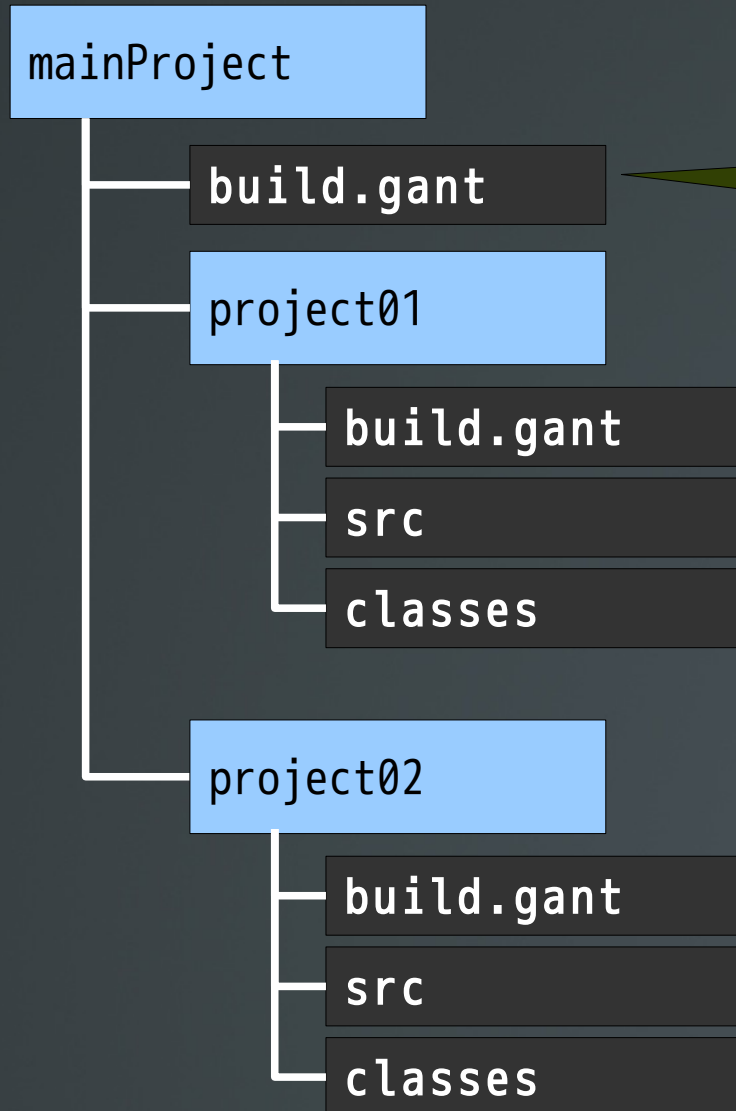 mainProject
build.gant
project01
build.gant
src
classes
project02
build.gant
src
classes